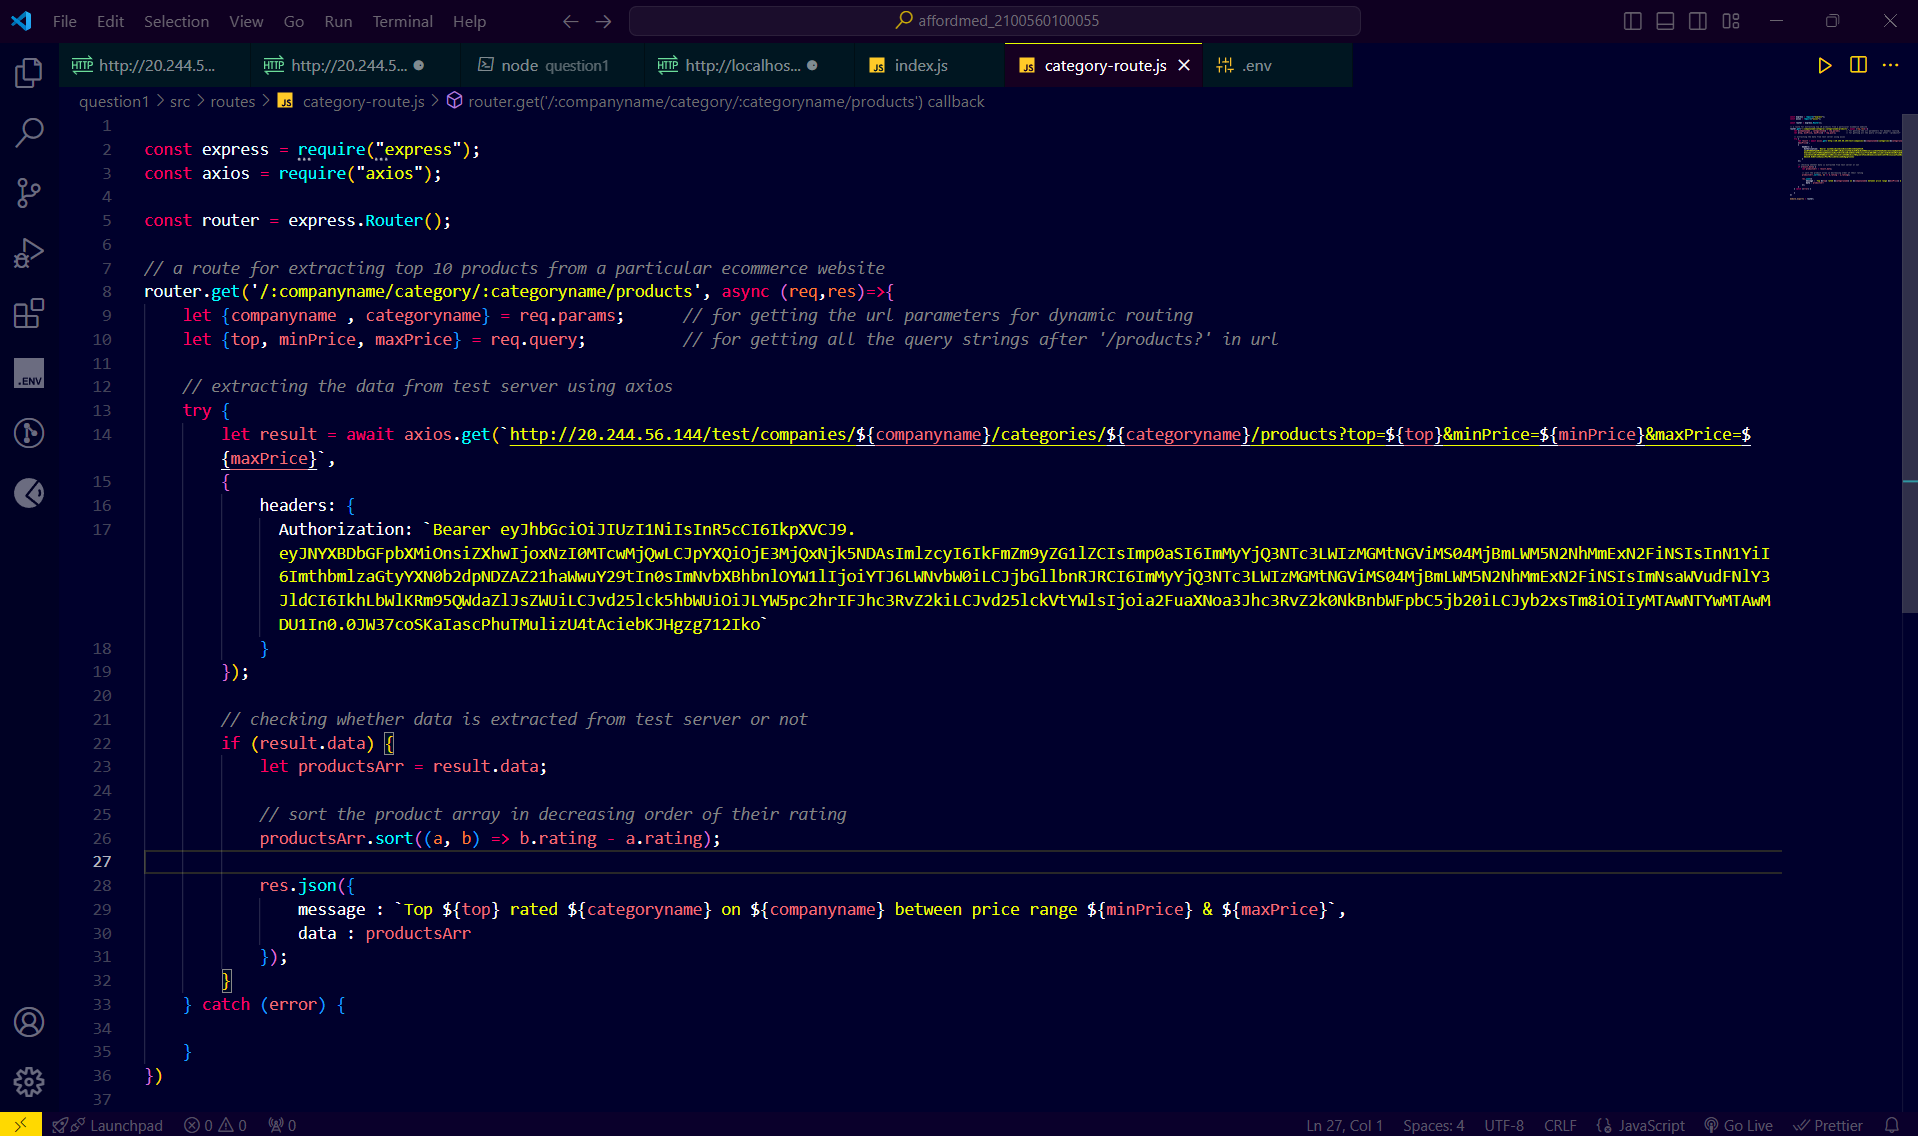 File Edit Selection View Go Run Terminal Help
affordmed_2100560100055
http://20.244.5... http://20.244.5... node question1 http://localhos... index.js category-route.js .env
question1 > src > routes > category-route.js > router.get('/:companyname/category/:categoryname/products') callback
1
2 const express = require("express");
3 const axios = require("axios");
4
5 const router = express.Router();
6
7 // a route for extracting top 10 products from a particular ecommerce website
8 router.get('/:companyname/category/:categoryname/products', async (req,res)=>{
9 let {companyname , categoryname} = req.params; // for getting the url parameters for dynamic routing
10 let {top, minPrice, maxPrice} = req.query; // for getting all the query strings after '/products?' in url
11
12 // extracting the data from test server using axios
13 try {
14 let result = await axios.get(`http://20.244.56.144/test/companies/${companyname}/categories/${categoryname}/products?top=${top}&minPrice=${minPrice}&maxPrice=$
{maxPrice}`,
15 {
16 headers: {
17 Authorization: `Bearer eyJhbGciOiJIUzI1NiIsInR5cCI6IkpXVCJ9.
18 }
19 });
20
21 // checking whether data is extracted from test server or not
22 if (result.data) {
23 let productsArr = result.data;
24
25 // sort the product array in decreasing order of their rating
26 productsArr.sort((a, b) => b.rating - a.rating);
27
28 res.json({
29 message : `Top ${top} rated ${categoryname} on ${companyname} between price range ${minPrice} & ${maxPrice}`,
30 data : productsArr
31 });
32 }
33 } catch (error) {
34
35 }
36 })
37
Launchpad 0 0 0 Ln 27, Col 1 Spaces: 4 UTF-8 CRLF {} JavaScript Go Live Prettier